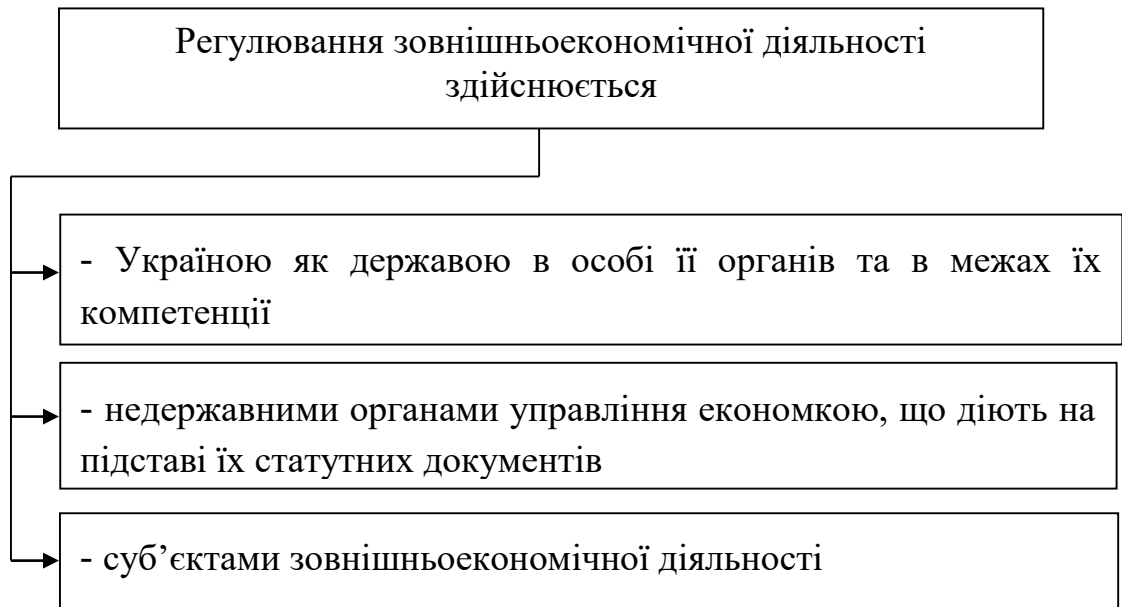 Регулювання зовнішньоекономічної діяльності
здійснюється
- Україною як державою в особі її органів та в межах їх
компетенції
- недержавними органами управління економкою, що діють на
підставі їх статутних документів
- суб’єктами зовнішньоекономічної діяльності